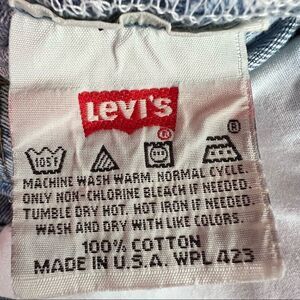 LEVI'S
®
®
105°
MACHINE WASH WARM. NORMAL CYCLE.
ONLY NON-CHLORINE BLEACH IF NEEDED.
TUMBLE DRY HOT. HOT IRON IF NEEDED.
WASH AND DRY WITH LIKE COLORS.
100% COTTON
MADE IN U.S.A. WPL 423